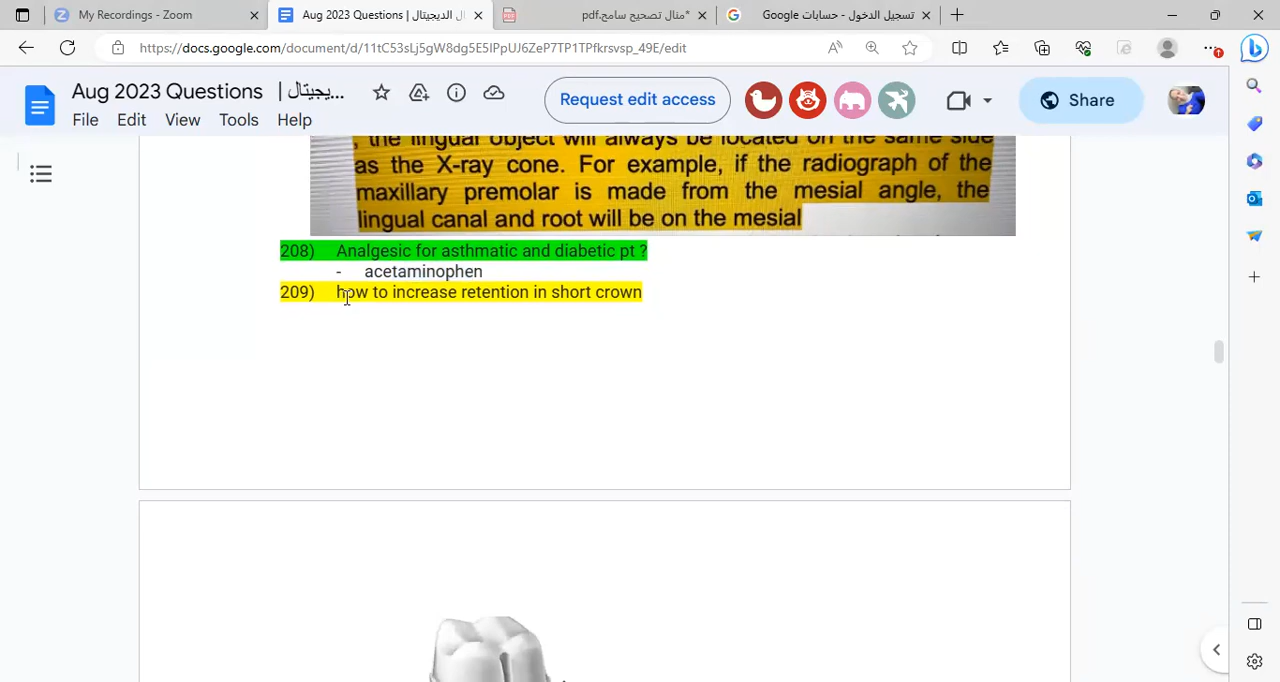 My Recordings - Zoom
Aug 2023 Questions | الديجيتال
منال تصحيح سامح.pdf*
تسجيل الدخول - حسابات Google
https://docs.google.com/document/d/11tC53sLj5gW8dg5E5IPpUJ6ZeP7TP1TPfkrsvsp_49E/edit
Aug 2023 Questions | يجيتال...
Request edit access
Share
File Edit View Tools Help
, the lingual object will always be located on the same side
as the X-ray cone. For example, if the radiograph of the
maxillary premolar is made from the mesial angle, the
lingual canal and root will be on the mesial
208) Analgesic for asthmatic and diabetic pt ?
- acetaminophen
209) how to increase retention in short crown